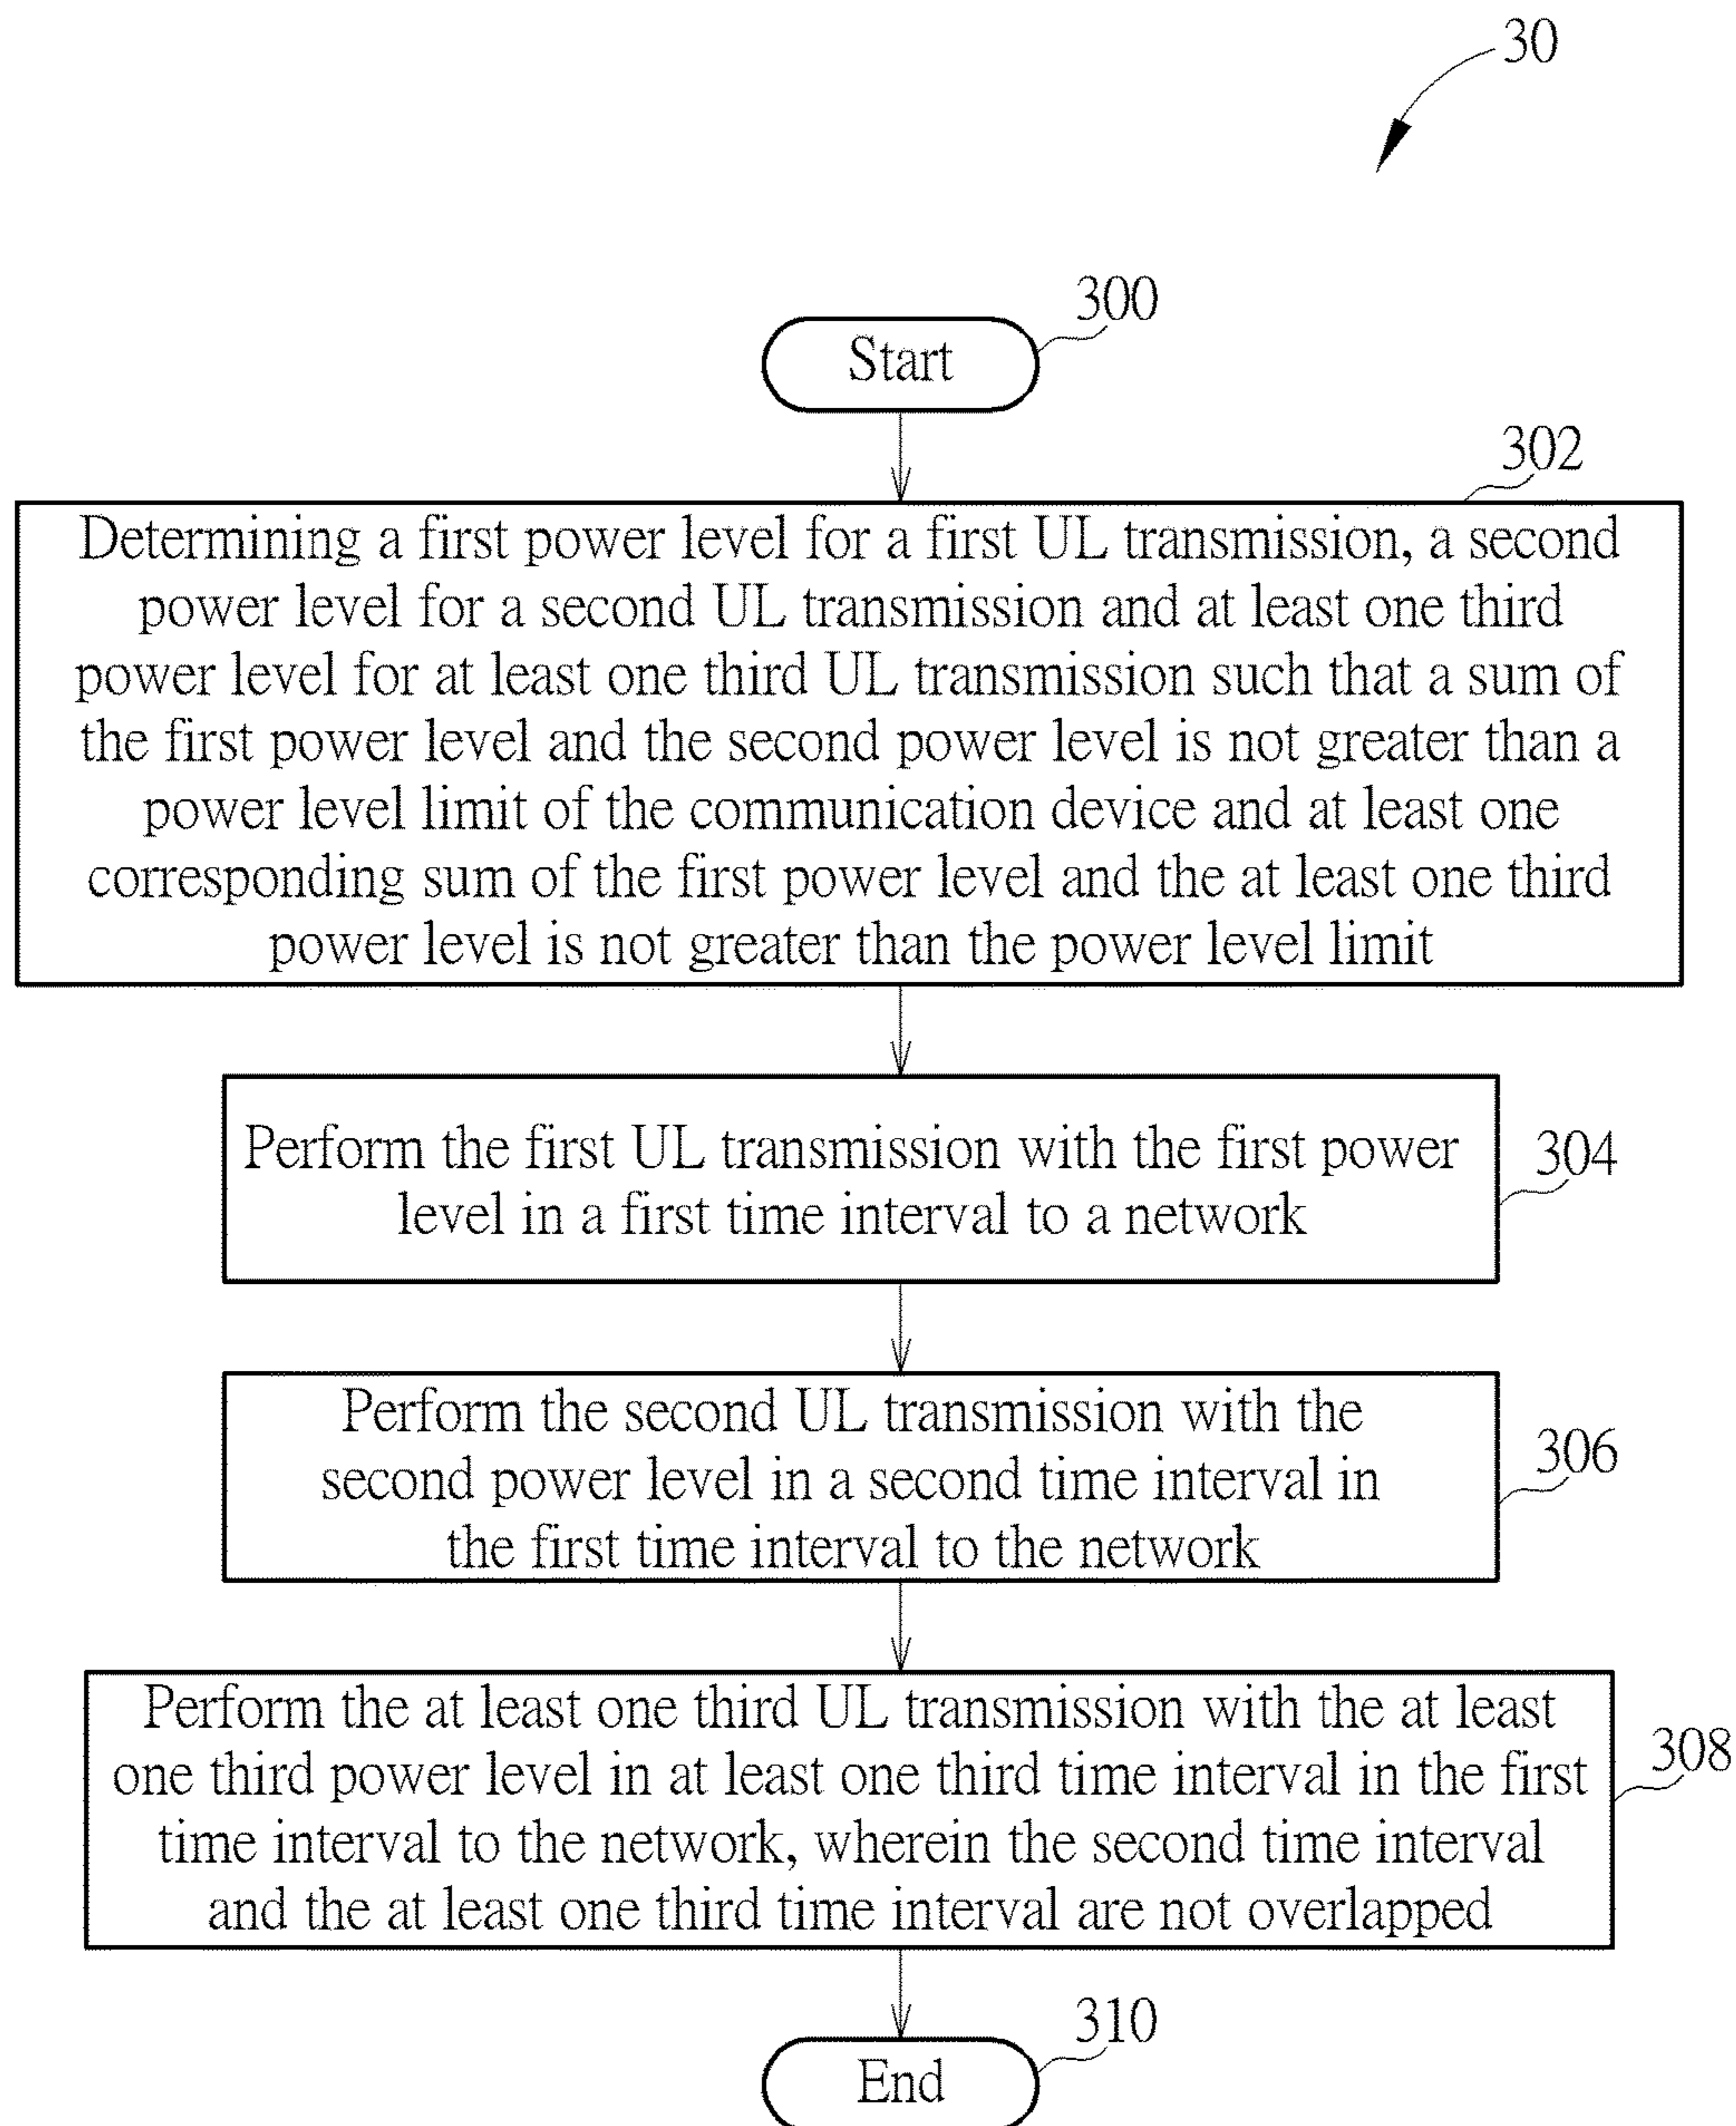 30
300
Start
302
Determining a first power level for a first UL transmission, a second
power level for a second UL transmission and at least one third
power level for at least one third UL transmission such that a sum of
the first power level and the second power level is not greater than a
power level limit of the communication device and at least one
corresponding sum of the first power level and the at least one third
power level is not greater than the power level limit
Perform the first UL transmission with the first power
level in a first time interval to a network
304
Perform the second UL transmission with the
second power level in a second time interval in
the first time interval to the network
306
Perform the at least one third UL transmission with the at least
one third power level in at least one third time interval in the first
time interval to the network, wherein the second time interval
and the at least one third time interval are not overlapped
308
310
End